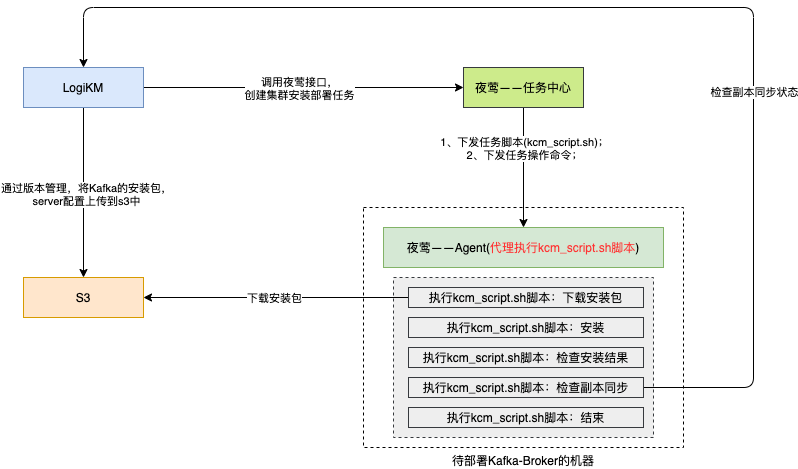 LogiKM
调用夜莺接口，
创建集群安装部署任务
夜莺——任务中心
检查副本同步状态
1、下发任务脚本(kcm_script.sh)；
2、下发任务操作命令；
通过版本管理，将Kafka的安装包，
server配置上传到s3中
夜莺——Agent(代理执行kcm_script.sh脚本)
S3
下载安装包
执行kcm_script.sh脚本：下载安装包
执行kcm_script.sh脚本：安装
执行kcm_script.sh脚本：检查安装结果
执行kcm_script.sh脚本：检查副本同步
执行kcm_script.sh脚本：结束
待部署Kafka-Broker的机器